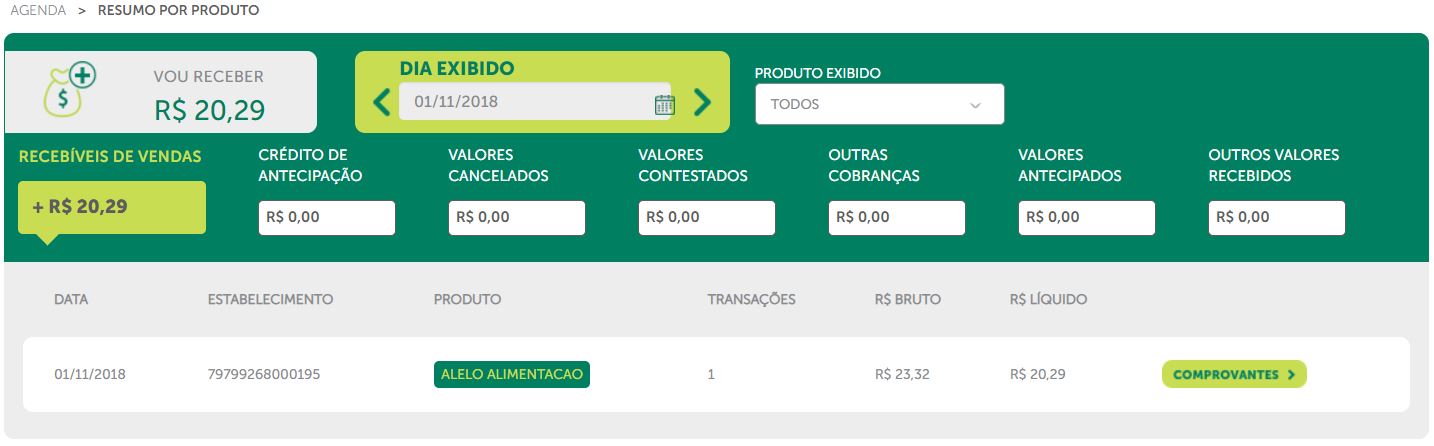 AGENDA > RESUMO POR PRODUTO
VOU RECEBER
R$ 20,29
DIA EXIBIDO
01/11/2018
PRODUTO EXIBIDO
TODOS
RECEBÍVEIS DE VENDAS
+ R$ 20,29
CRÉDITO DE
ANTECIPAÇÃO
R$ 0,00
VALORES
CANCELADOS
R$ 0,00
VALORES
CONTESTADOS
R$ 0,00
OUTRAS
COBRANÇAS
R$ 0,00
VALORES
ANTECIPADOS
R$ 0,00
OUTROS VALORES
RECEBIDOS
R$ 0,00
DATA ESTABELECIMENTO PRODUTO TRANSAÇÕES R$ BRUTO R$ LÍQUIDO
01/11/2018 79799268000195 ALELO ALIMENTACAO 1 R$ 23,32 R$ 20,29 COMPROVANTES >